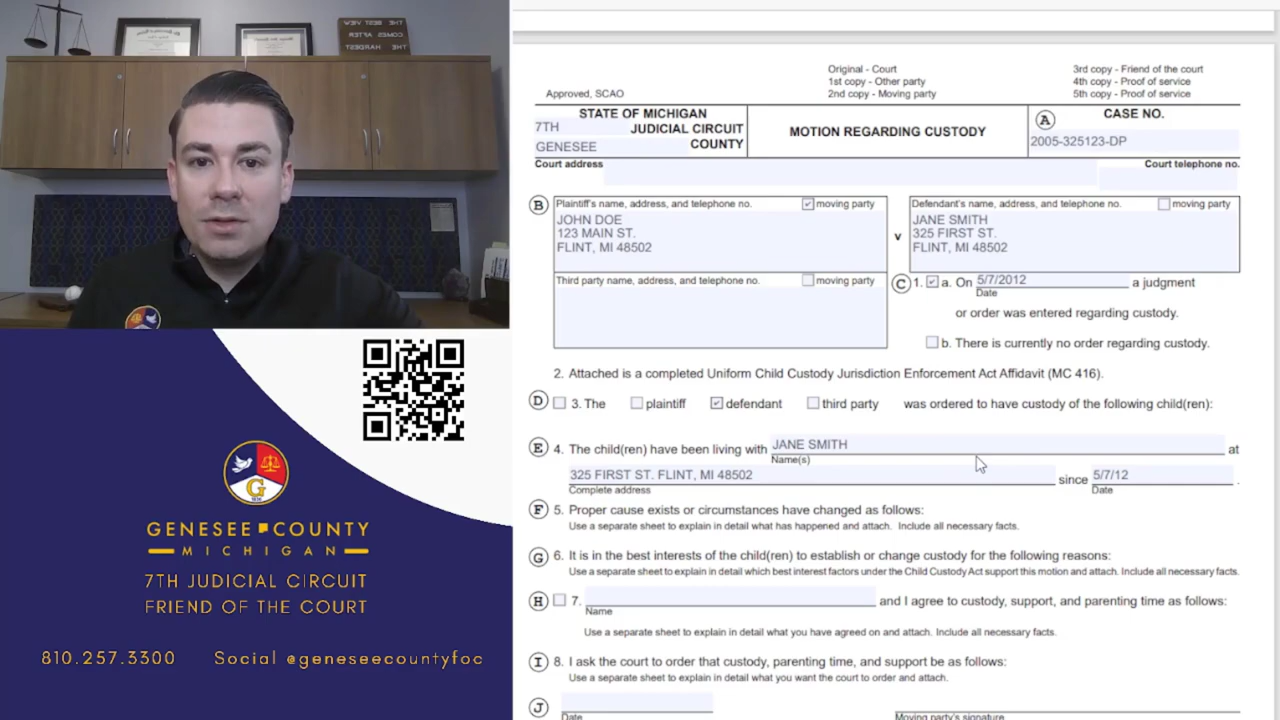 THE BEST VIEW
COMES AFTER
THE HARDEST
GENESEE COUNTY
MICHIGAN
7TH JUDICIAL CIRCUIT
FRIEND OF THE COURT
810.257.3300 Social @geneseecountyfoc
G
1836
Approved, SCAO
Original - Court
1st copy - Other party
2nd copy - Moving party
3rd copy - Friend of the court
4th copy - Proof of service
5th copy - Proof of service
STATE OF MICHIGAN
7TH JUDICIAL CIRCUIT
GENESEE COUNTY
MOTION REGARDING CUSTODY
A CASE NO.
2005-325123-DP
Court address Court telephone no.
B Plaintiff's name, address, and telephone no. moving party
JOHN DOE
123 MAIN ST.
FLINT, MI 48502
v
Defendant's name, address, and telephone no. moving party
JANE SMITH
325 FIRST ST.
FLINT, MI 48502
Third party name, address, and telephone no. moving party
C 1. a. On 5/7/2012 a judgment
Date
or order was entered regarding custody.
b. There is currently no order regarding custody.
2. Attached is a completed Uniform Child Custody Jurisdiction Enforcement Act Affidavit (MC 416).
D 3. The plaintiff defendant third party was ordered to have custody of the following child(ren):
E 4. The child(ren) have been living with JANE SMITH at
Name(s)
325 FIRST ST. FLINT, MI 48502 since 5/7/12 .
Complete address Date
F 5. Proper cause exists or circumstances have changed as follows:
Use a separate sheet to explain in detail what has happened and attach. Include all necessary facts.
G 6. It is in the best interests of the child(ren) to establish or change custody for the following reasons:
Use a separate sheet to explain in detail which best interest factors under the Child Custody Act support this motion and attach. Include all necessary facts.
H 7. and I agree to custody, support, and parenting time as follows:
Name
Use a separate sheet to explain in detail what you have agreed on and attach. Include all necessary facts.
I 8. I ask the court to order that custody, parenting time, and support be as follows:
Use a separate sheet to explain in detail what you want the court to order and attach.
J
Date Moving party's signature